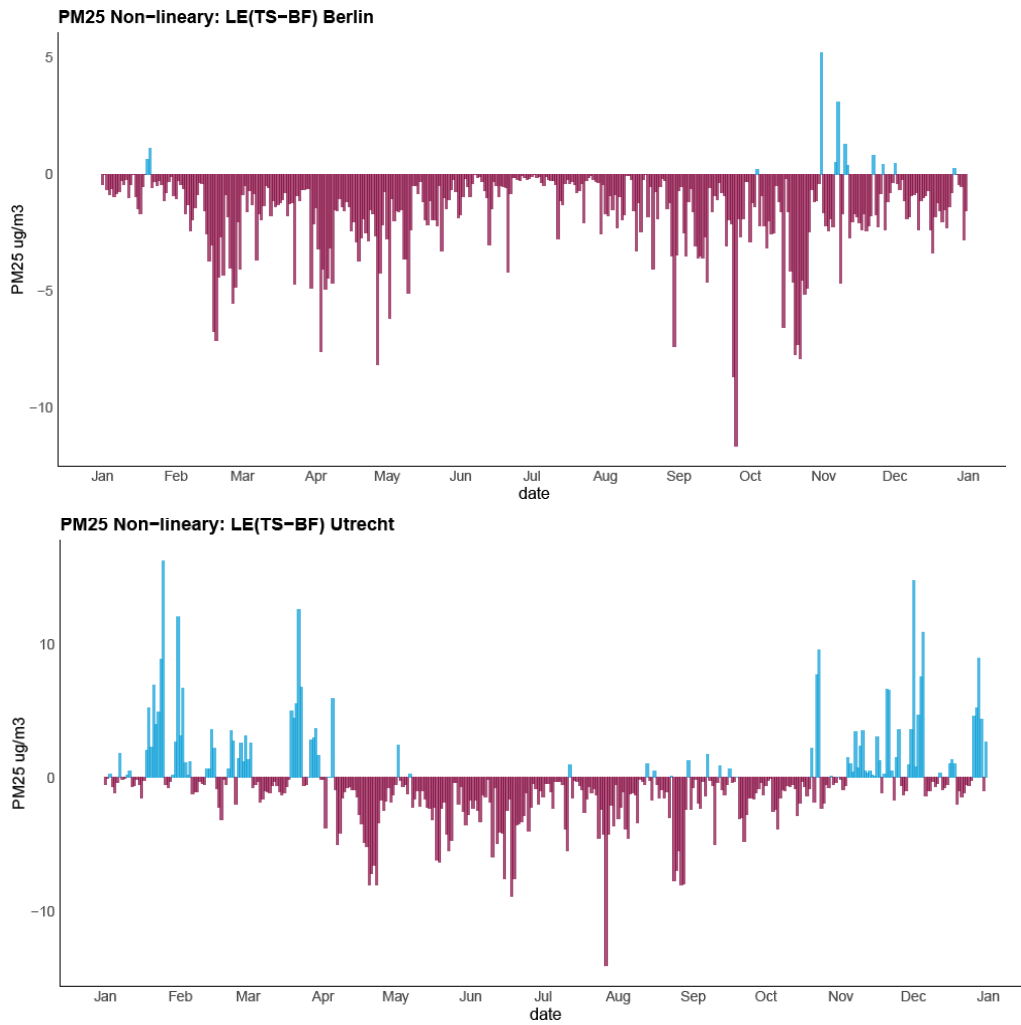 PM25 Non−lineary: LE(TS−BF) Berlin
5
0
−5
−10
PM25 ug/m3
Jan Feb Mar Apr May Jun Jul Aug Sep Oct Nov Dec Jan
date
PM25 Non−lineary: LE(TS−BF) Utrecht
10
0
−10
PM25 ug/m3
Jan Feb Mar Apr May Jun Jul Aug Sep Oct Nov Dec Jan
date